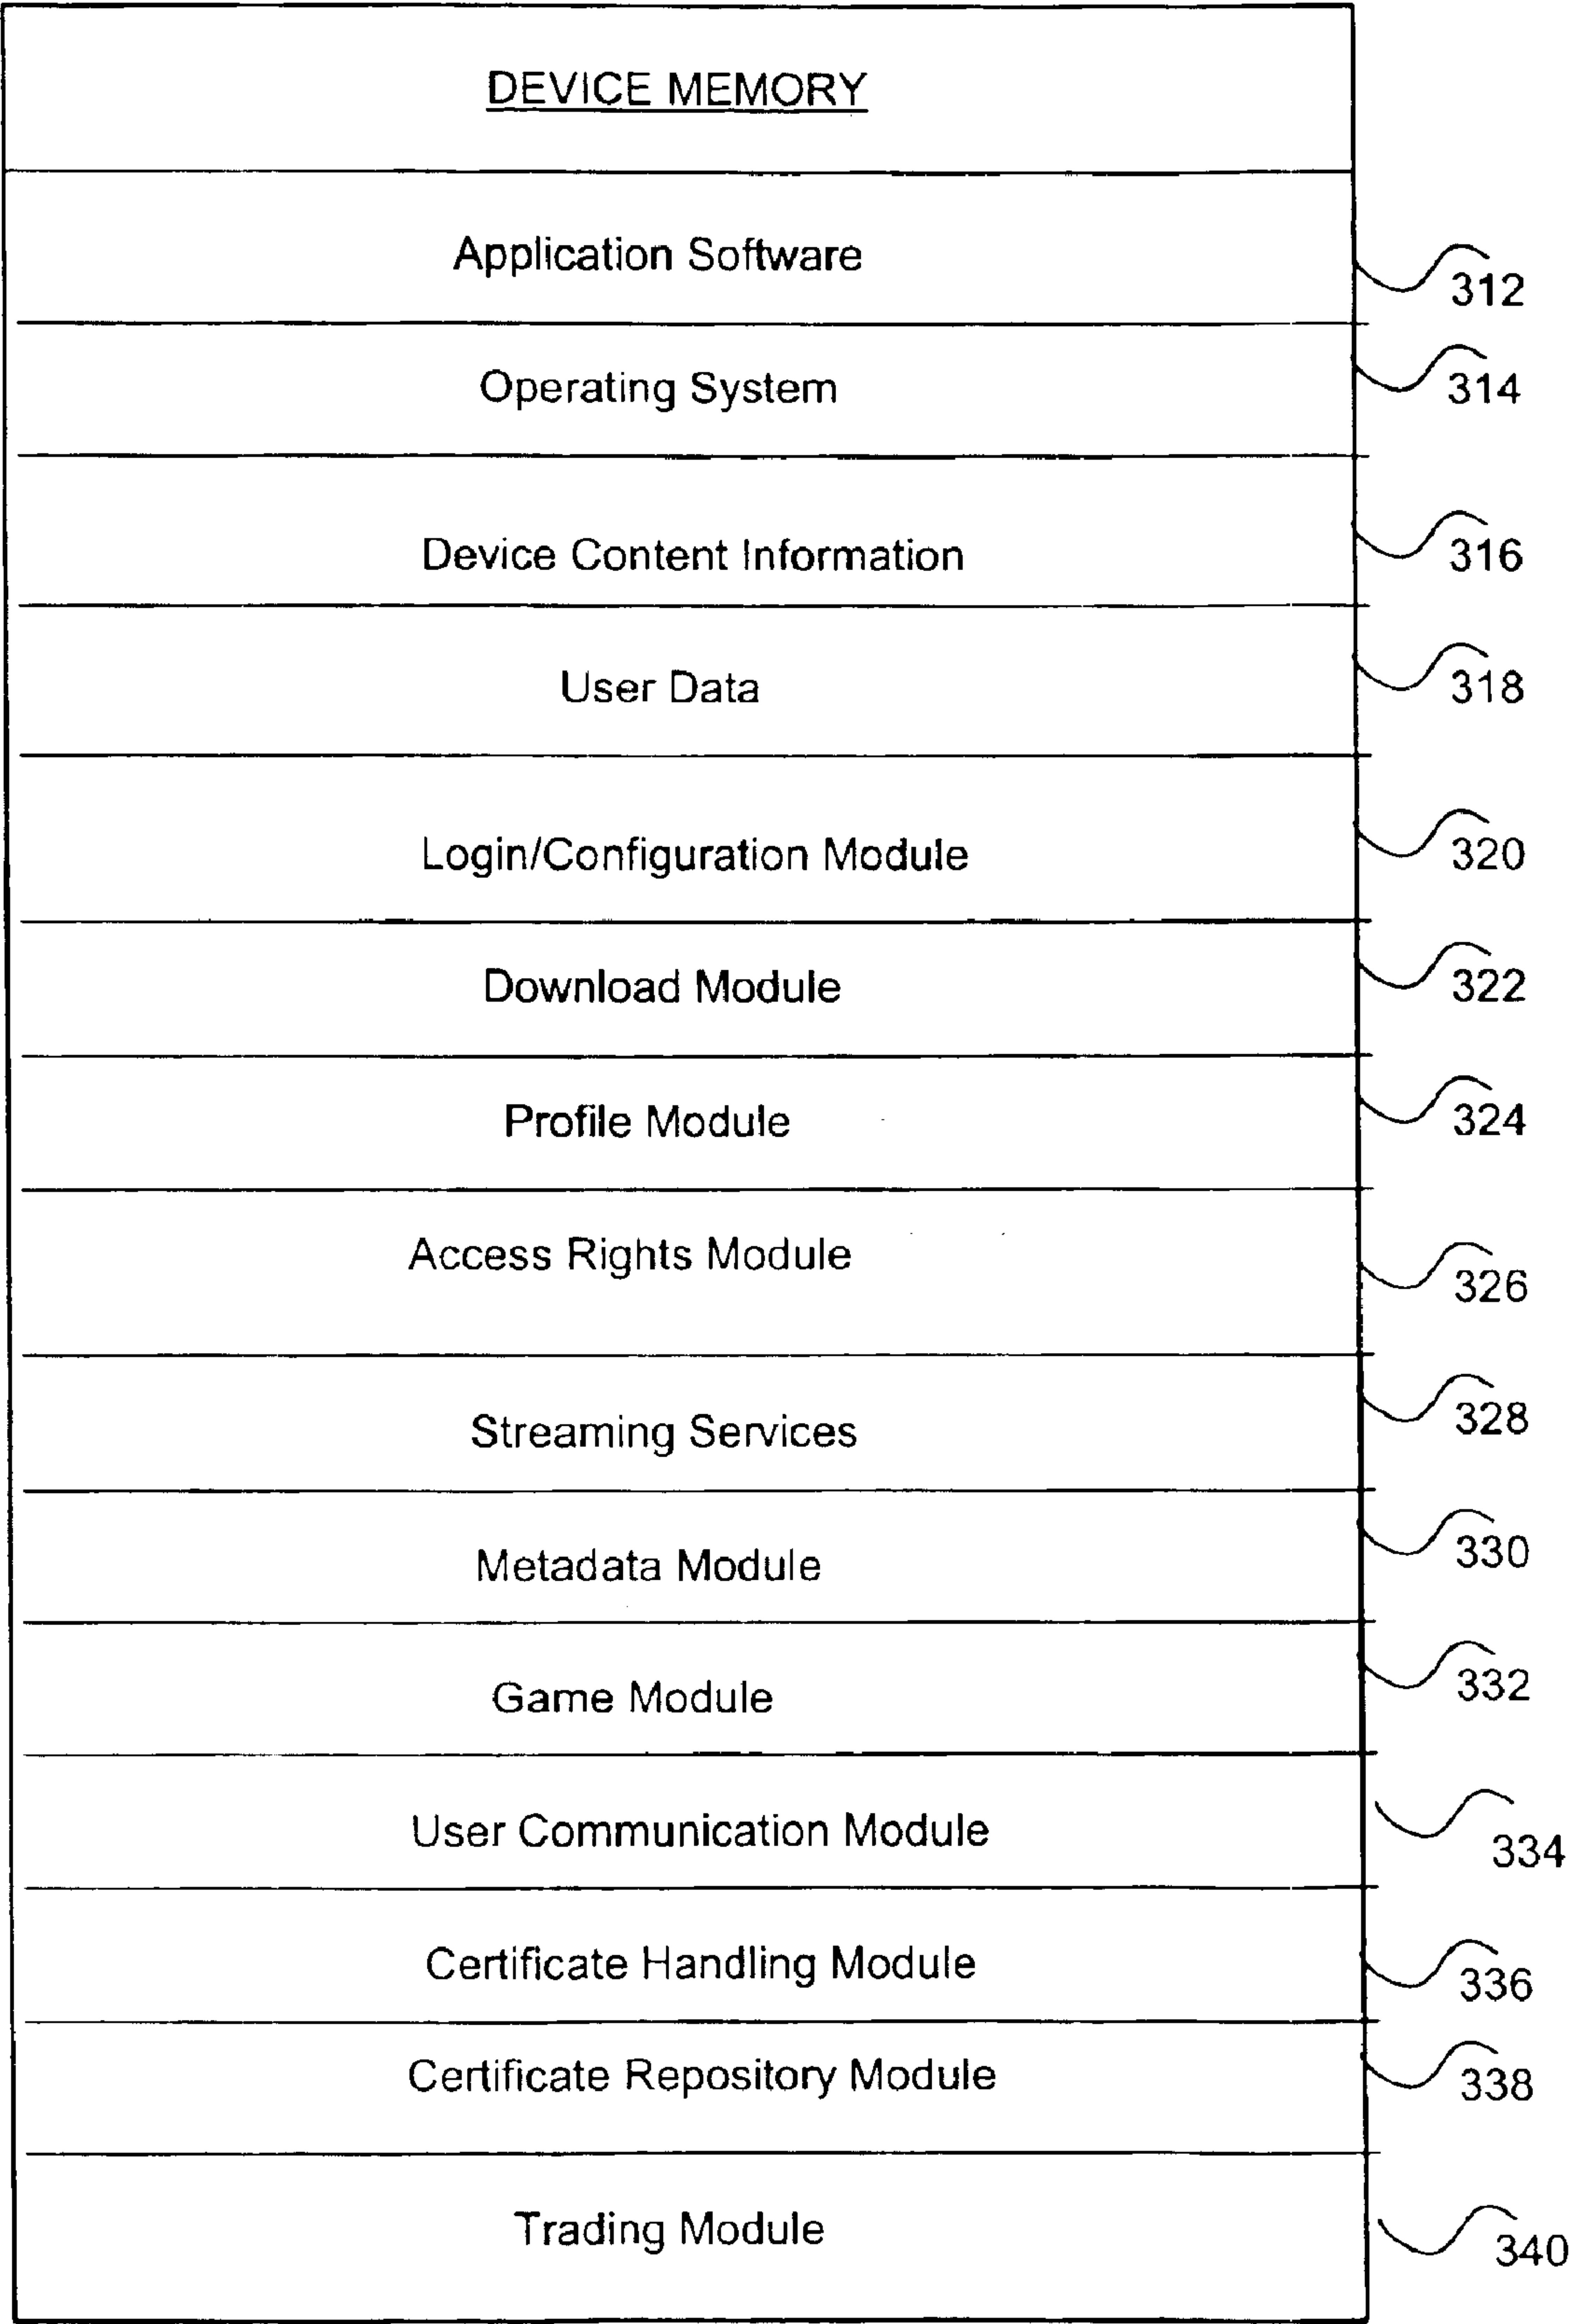 DEVICE MEMORY
Application Software
312
Operating System
314
Device Content Information
316
User Data
318
Login/Configuration Module
320
Download Module
322
Profile Module
324
Access Rights Module
326
Streaming Services
328
Metadata Module
330
Game Module
332
User Communication Module
334
Certificate Handling Module
336
Certificate Repository Module
338
Trading Module
340